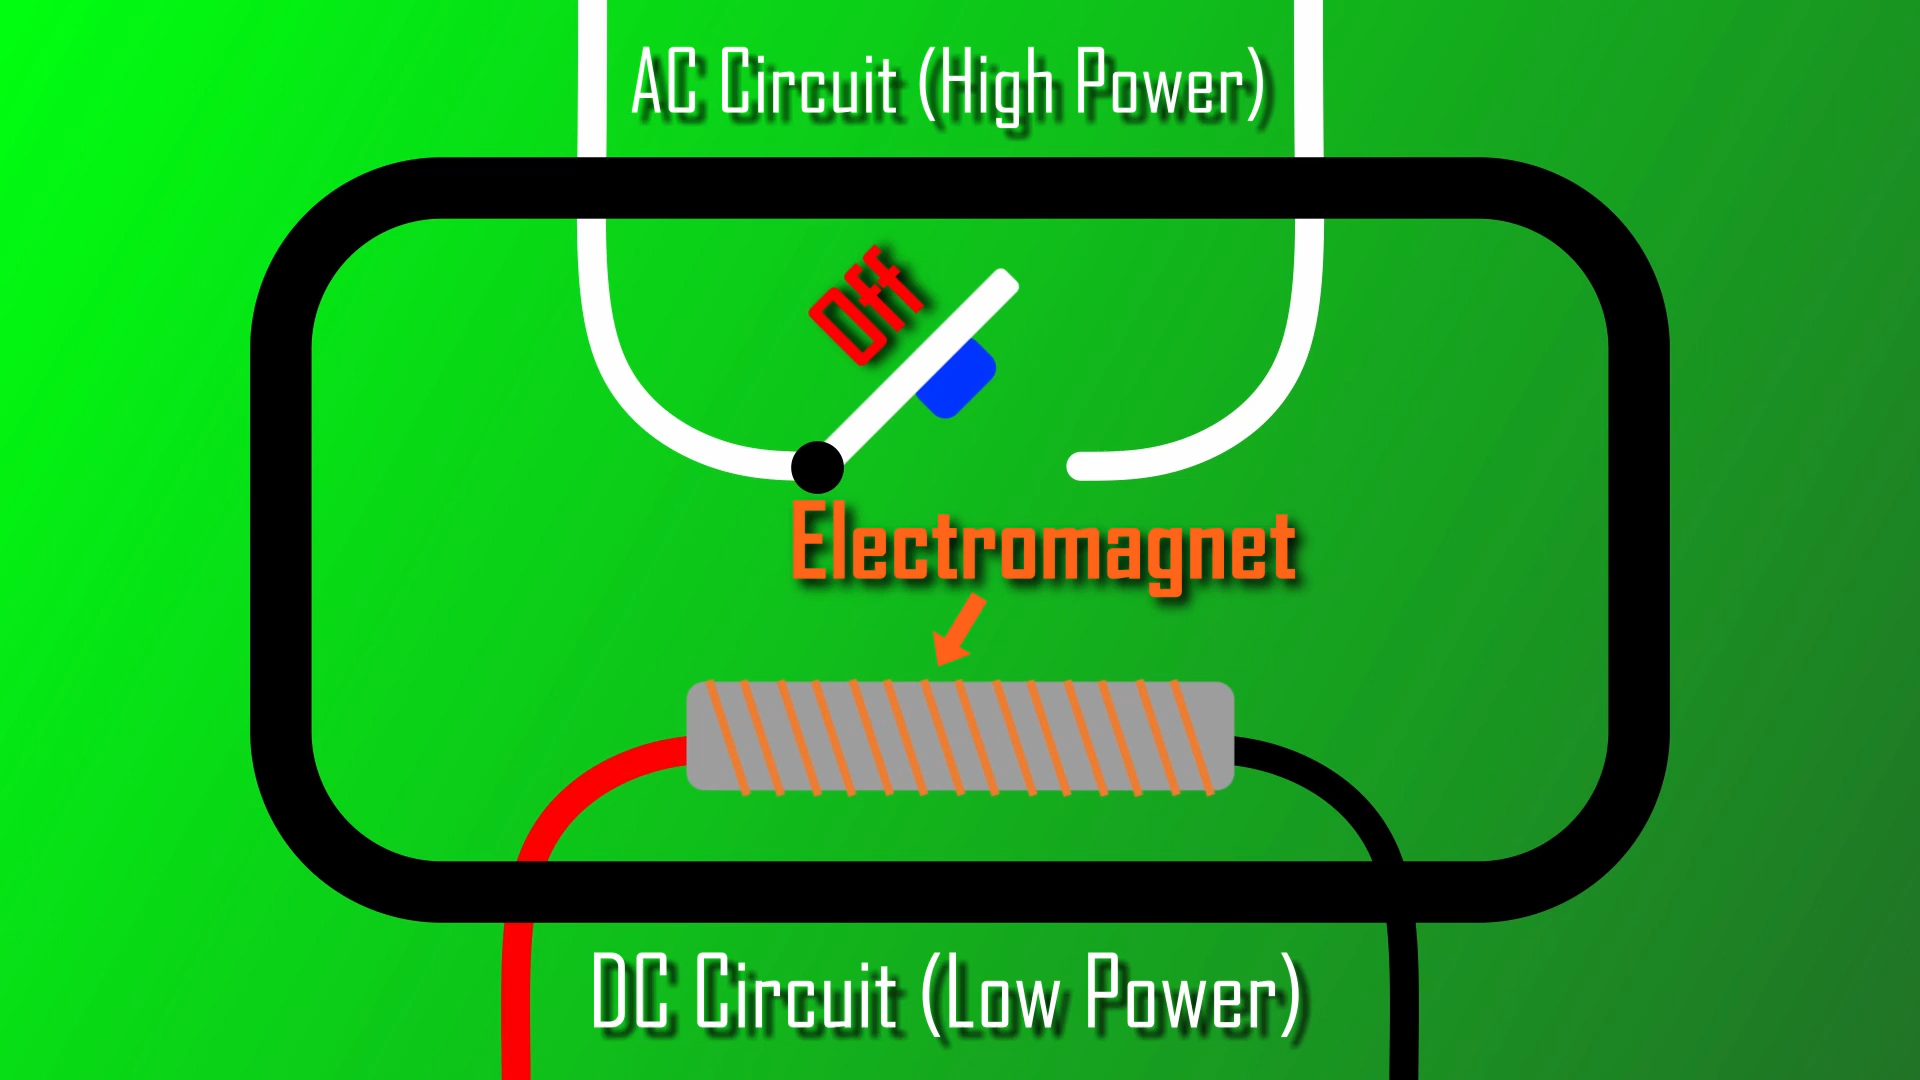 AC Circuit (High Power)
Off
Electromagnet
DC Circuit (Low Power)